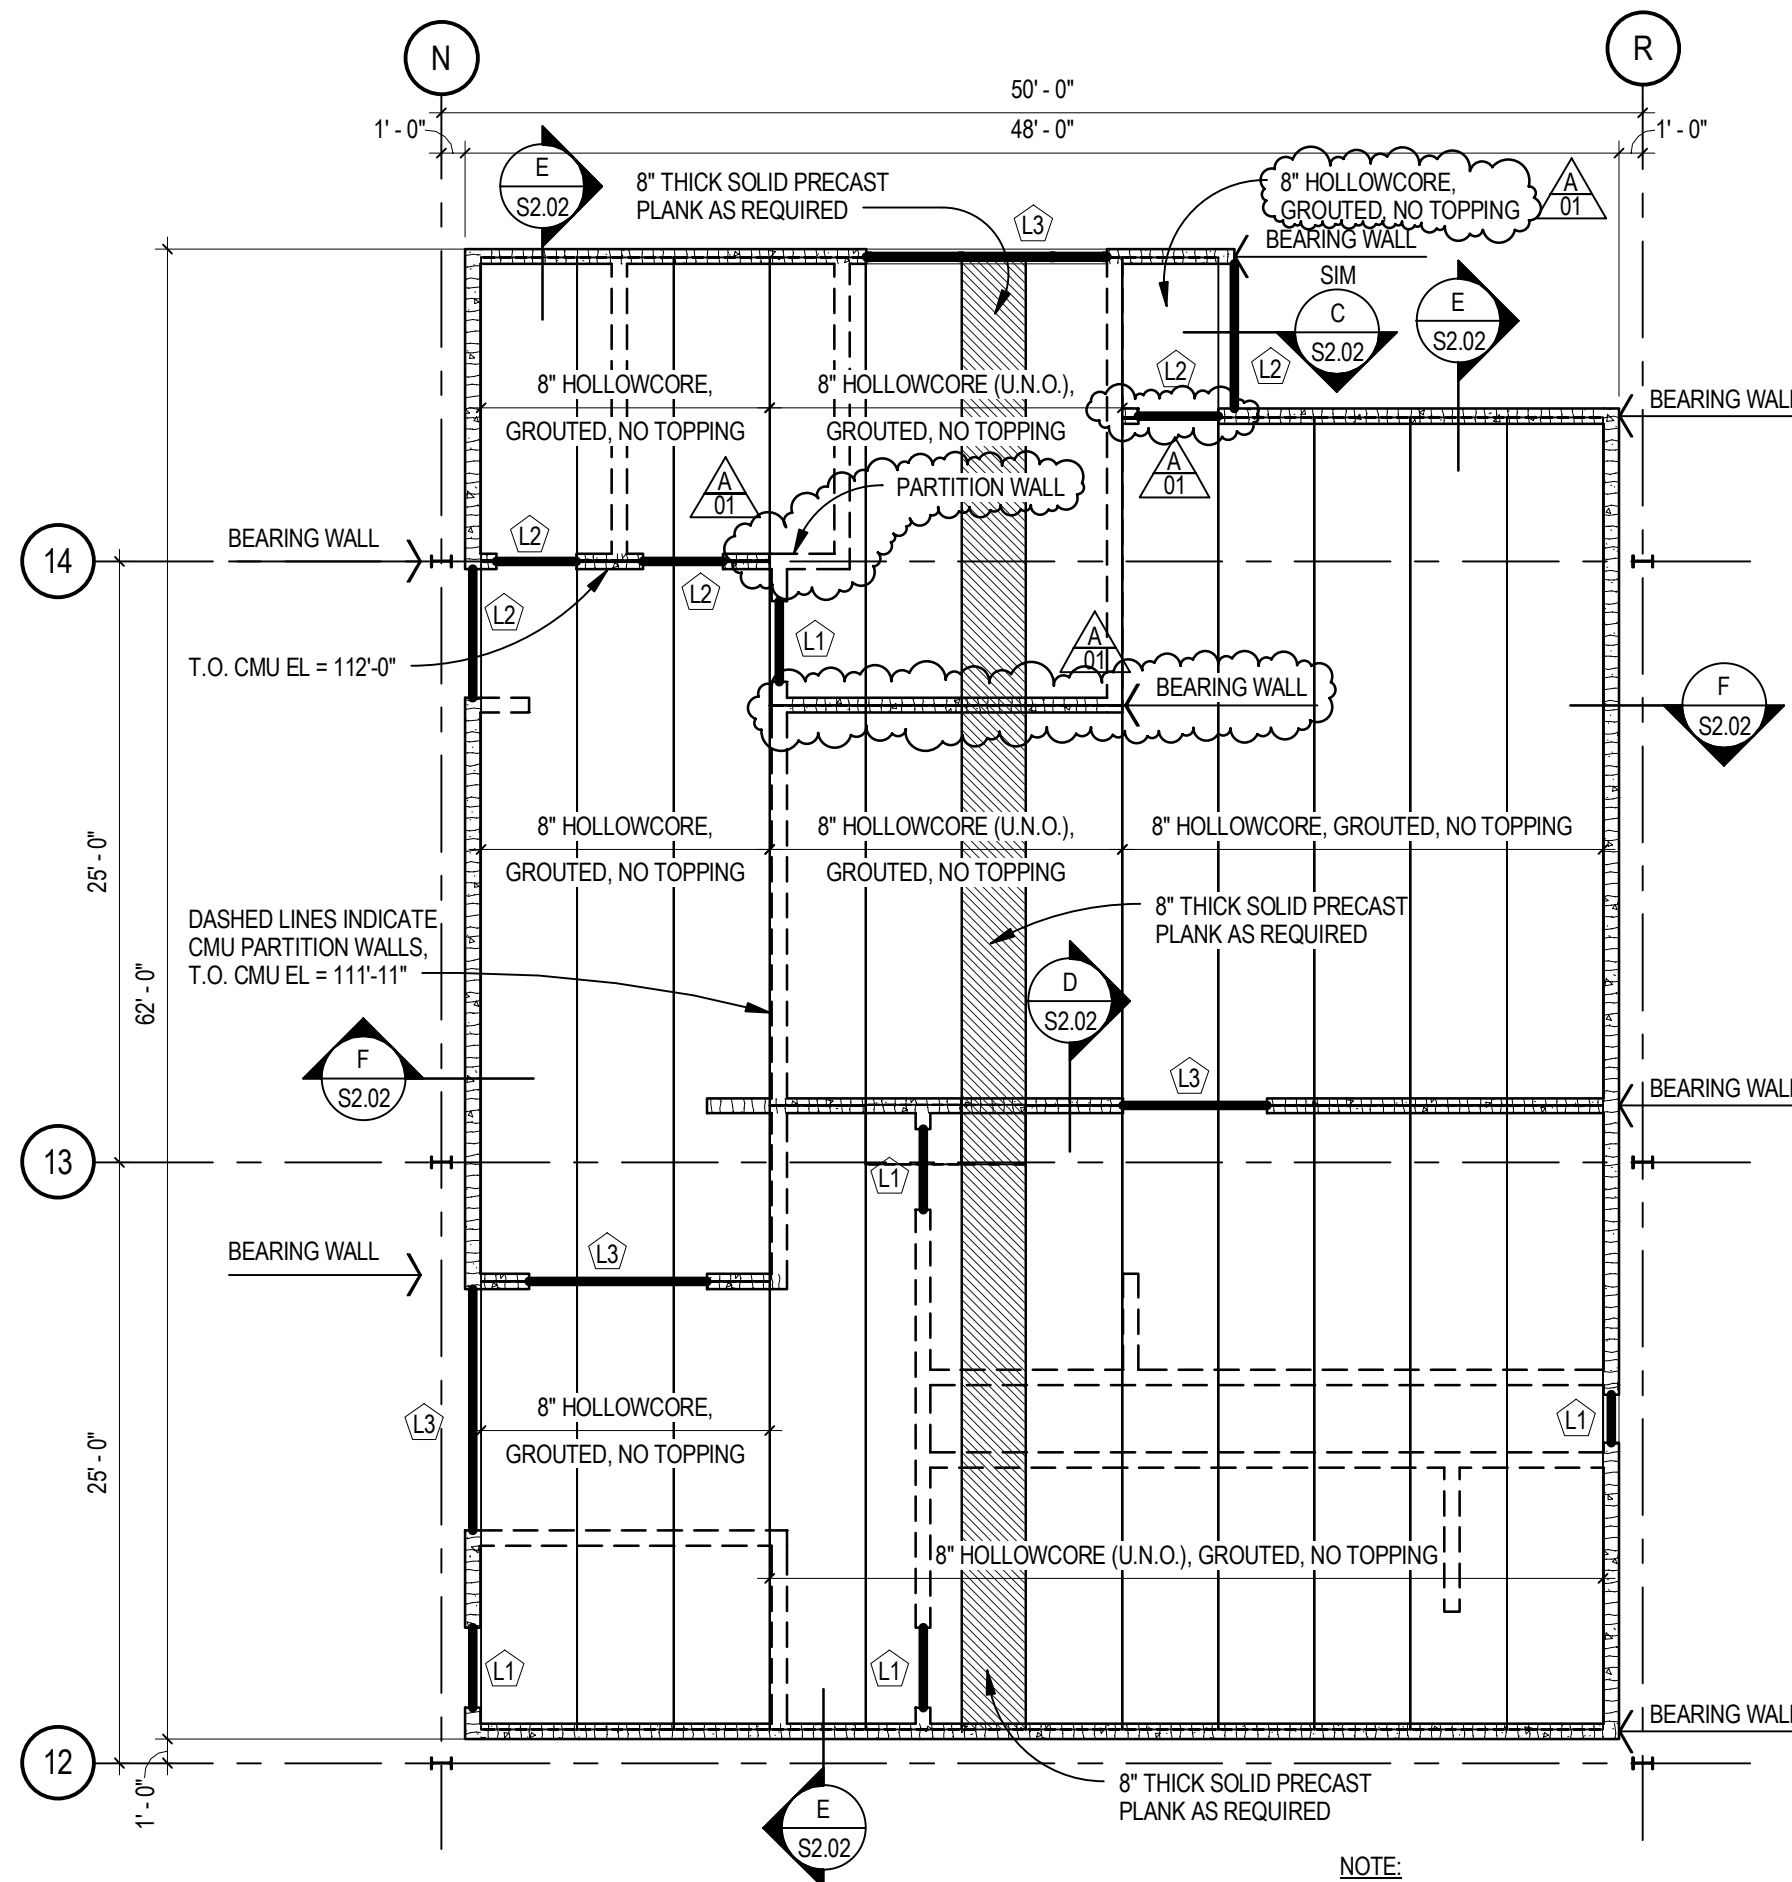 N
R
50' - 0"
1' - 0"
48' - 0"
1' - 0"
E
S2.02
8" THICK SOLID PRECAST
PLANK AS REQUIRED
L3
8" HOLLOWCORE,
GROUTED, NO TOPPING
A
01
BEARING WALL
SIM
C
S2.02
E
S2.02
L2
L2
8" HOLLOWCORE,
GROUTED, NO TOPPING
8" HOLLOWCORE (U.N.O.),
GROUTED, NO TOPPING
BEARING WALL
A
01
A
01
PARTITION WALL
14
BEARING WALL
L2
L2
L2
L1
T.O. CMU EL = 112'-0"
A
01
BEARING WALL
F
S2.02
25' - 0"
8" HOLLOWCORE,
GROUTED, NO TOPPING
8" HOLLOWCORE (U.N.O.),
GROUTED, NO TOPPING
8" HOLLOWCORE, GROUTED, NO TOPPING
DASHED LINES INDICATE
CMU PARTITION WALLS,
T.O. CMU EL = 111'-11"
8" THICK SOLID PRECAST
PLANK AS REQUIRED
62' - 0"
D
S2.02
F
S2.02
L3
BEARING WALL
13
L1
BEARING WALL
L3
L3
8" HOLLOWCORE,
GROUTED, NO TOPPING
L1
25' - 0"
8" HOLLOWCORE (U.N.O.), GROUTED, NO TOPPING
L1
L1
BEARING WALL
12
1' - 0"
E
S2.02
8" THICK SOLID PRECAST
PLANK AS REQUIRED
NOTE: